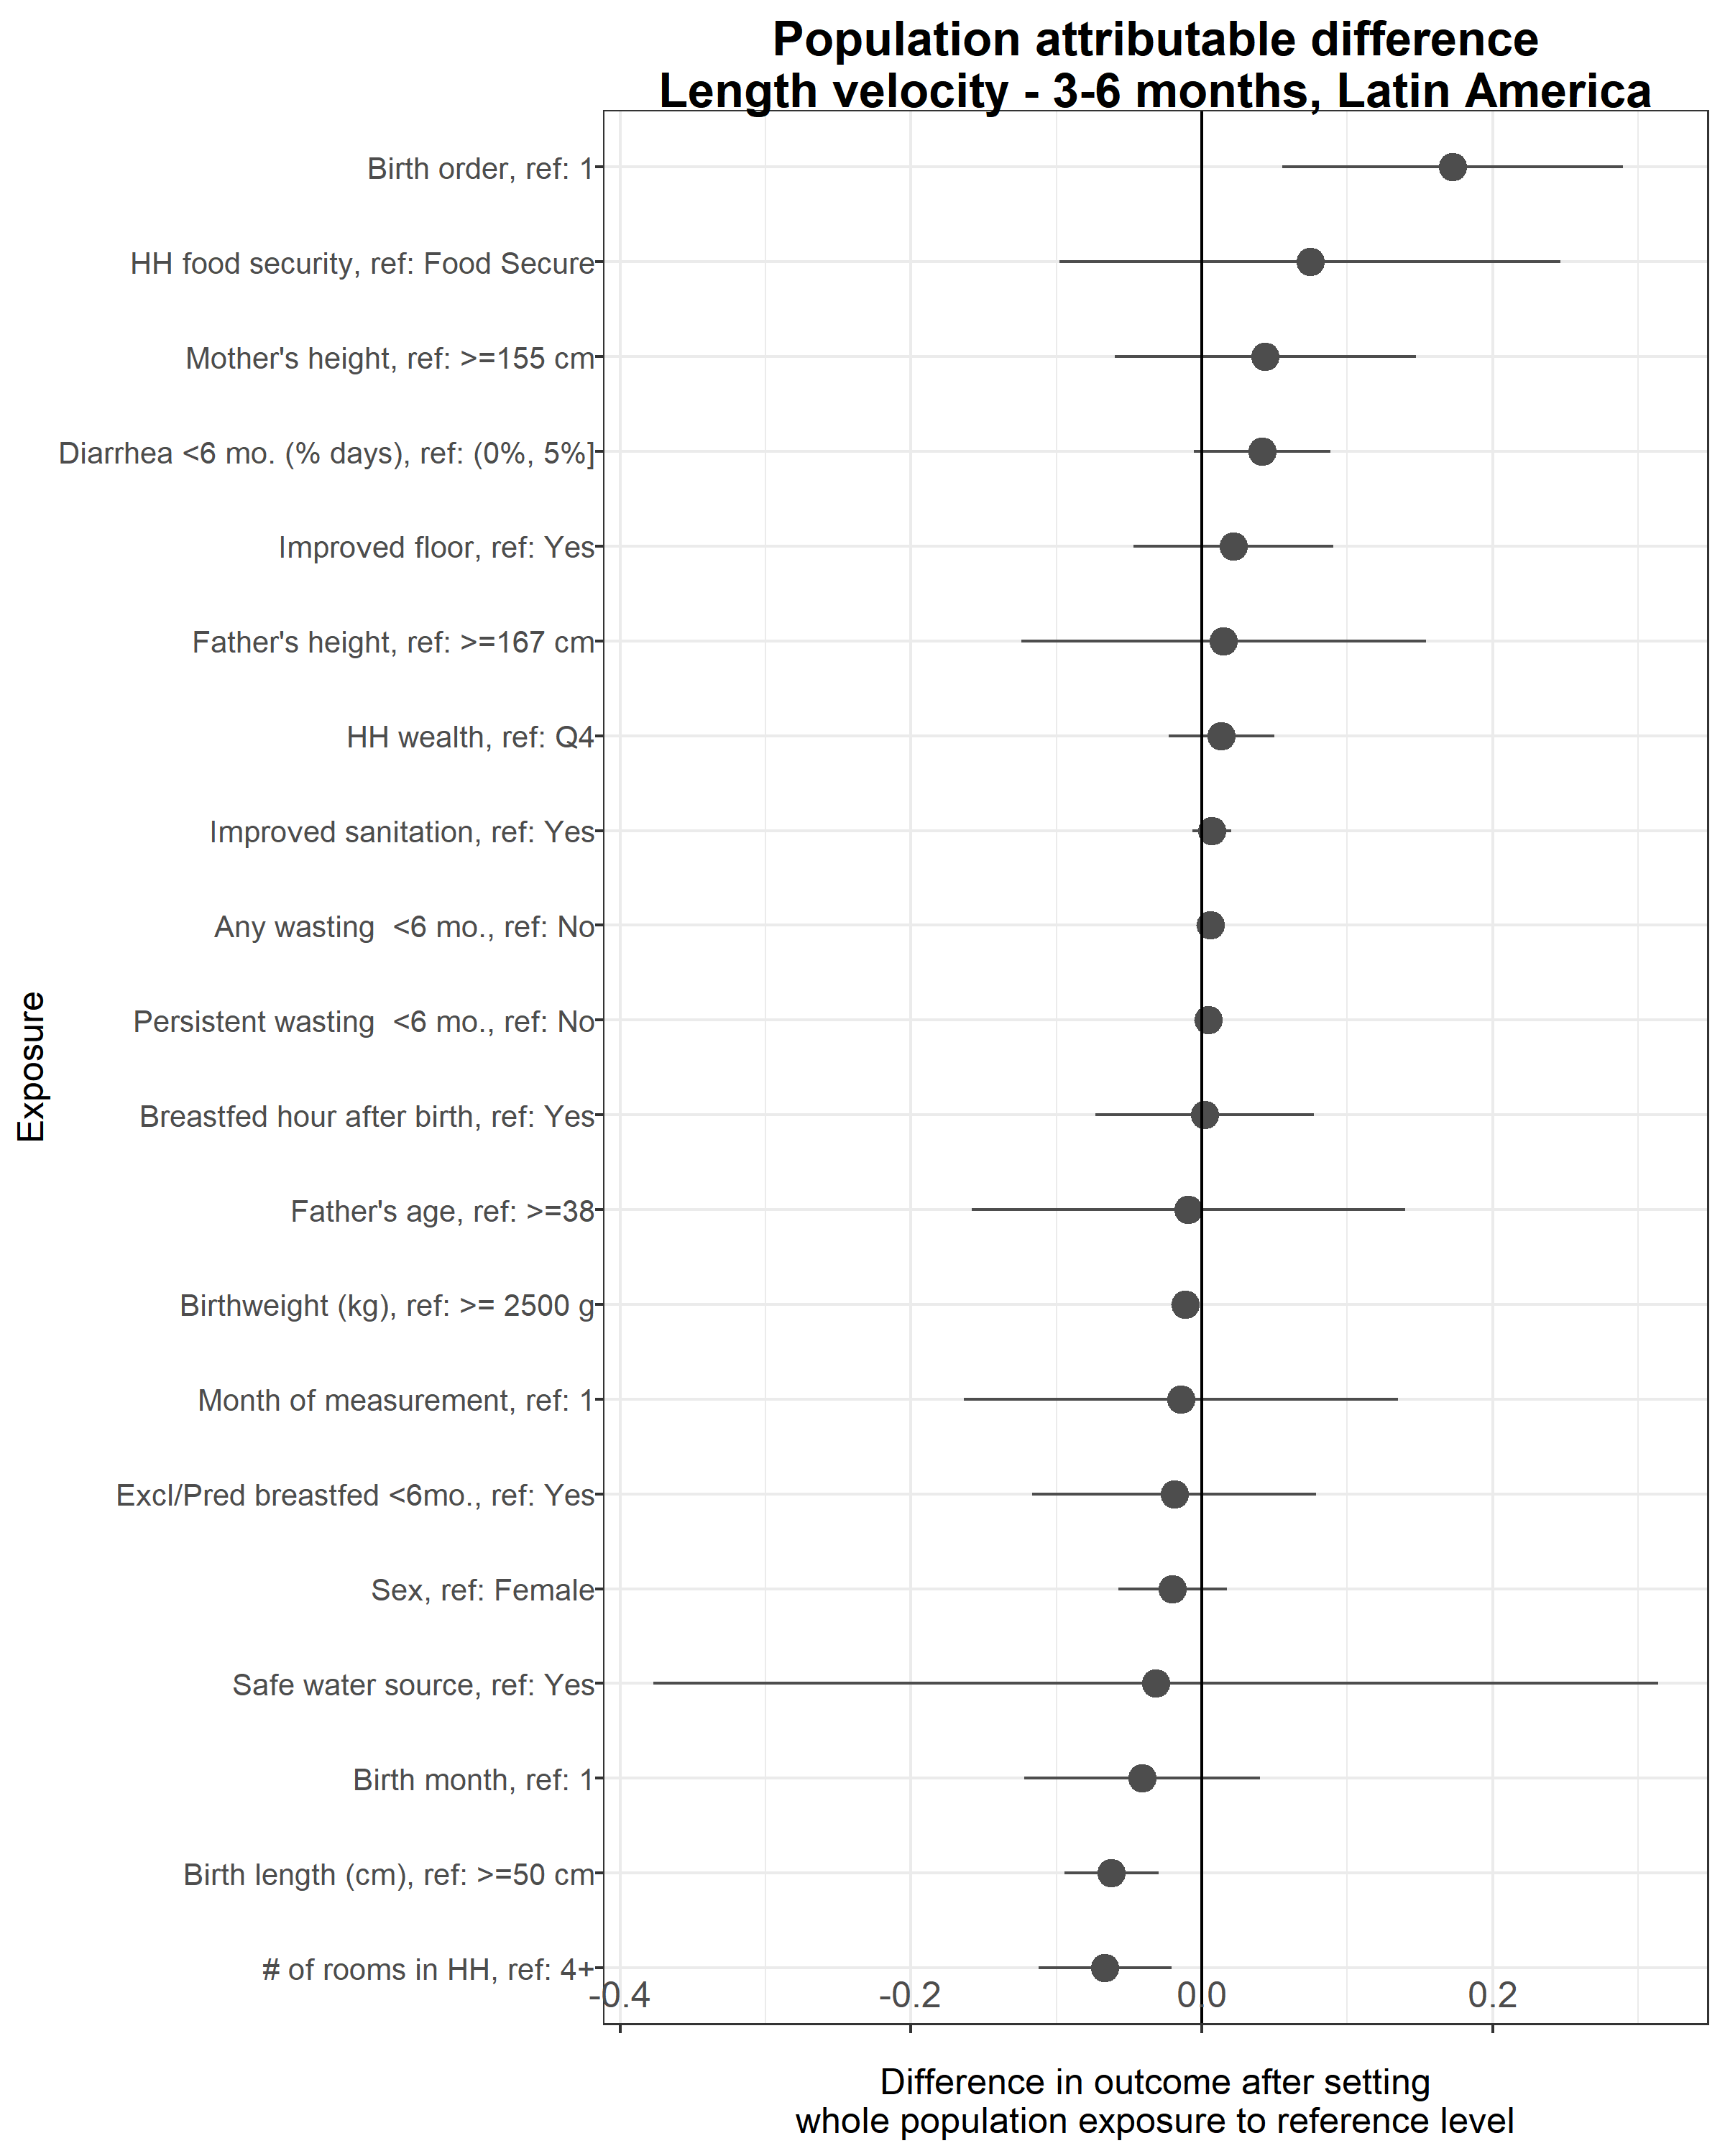 Population attributable difference
Length velocity - 3-6 months, Latin America
Birth order, ref: 1
HH food security, ref: Food Secure
Mother's height, ref: >=155 cm
Diarrhea <6 mo. (% days), ref: (0%, 5%]
Improved floor, ref: Yes
Father's height, ref: >=167 cm
HH wealth, ref: Q4
Improved sanitation, ref: Yes
Any wasting  <6 mo., ref: No
Persistent wasting  <6 mo., ref: No
Breastfed hour after birth, ref: Yes
Father's age, ref: >=38
Birthweight (kg), ref: >= 2500 g
Month of measurement, ref: 1
Excl/Pred breastfed <6mo., ref: Yes
Sex, ref: Female
Safe water source, ref: Yes
Birth month, ref: 1
Birth length (cm), ref: >=50 cm
# of rooms in HH, ref: 4+
Exposure
-0.4 -0.2 0.0 0.2
Difference in outcome after setting
whole population exposure to reference level